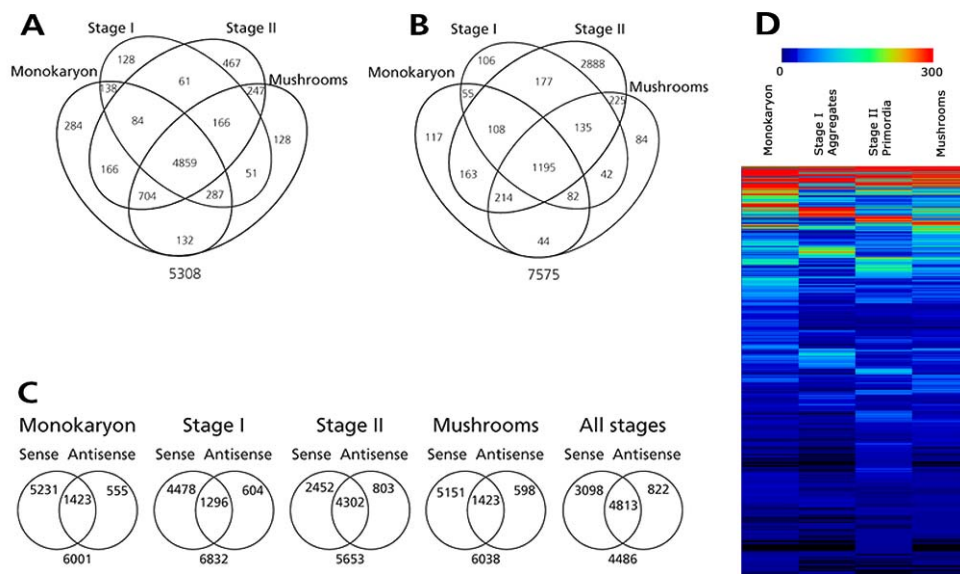 A
Stage I
Stage II
128
467
Monokaryon
Mushrooms
138
61
247
284
84
166
128
166
4859
51
704
287
132
5308
B
Stage I
Stage II
106
2888
Monokaryon
Mushrooms
55
177
225
117
108
135
84
163
1195
42
214
82
44
7575
C
Monokaryon
Sense Antisense
5231 1423 555
6001
Stage I
Sense Antisense
4478 1296 604
6832
Stage II
Sense Antisense
2452 4302 803
5653
Mushrooms
Sense Antisense
5151 1423 598
6038
All stages
Sense Antisense
3098 4813 822
4486
D
0 300
Monokaryon
Stage I
Aggregates
Stage II
Primordia
Mushrooms